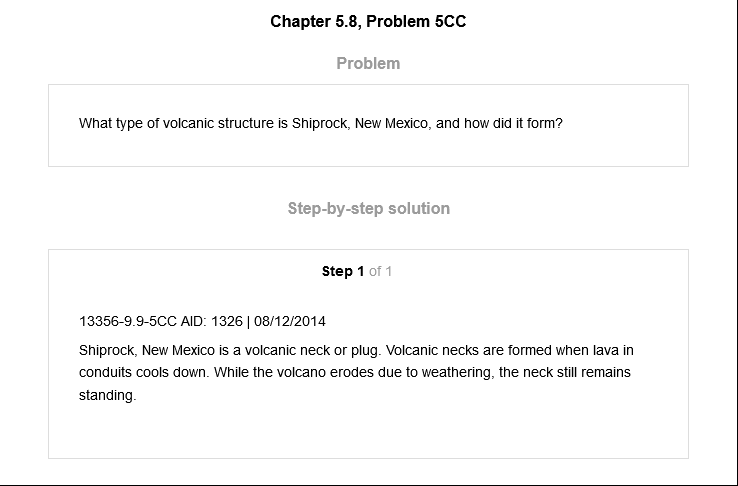 Chapter 5.8, Problem 5CC
Problem
What type of volcanic structure is Shiprock, New Mexico, and how did it form?
Step-by-step solution
Step 1 of 1
13356-9.9-5CC AID: 1326 | 08/12/2014
Shiprock, New Mexico is a volcanic neck or plug. Volcanic necks are formed when lava in
conduits cools down. While the volcano erodes due to weathering, the neck still remains
standing.